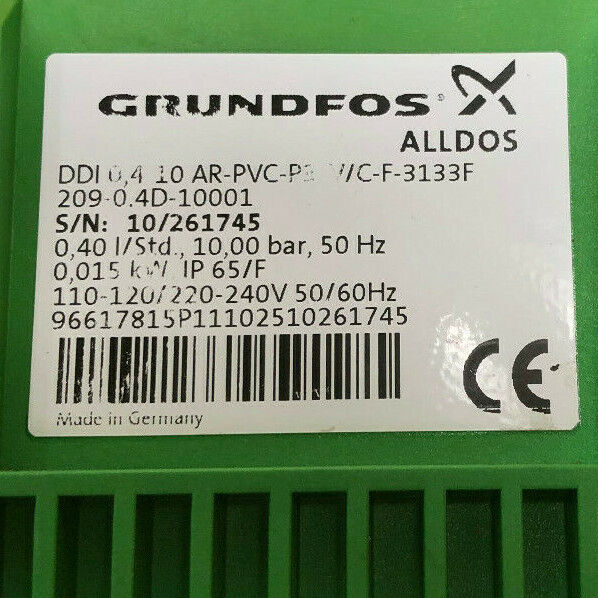 GRUNDFOS
ALLDOS
DDI 0,4-10 AR-PVC- V/C-F-3133F
209-0.4D-10001
S/N: 10/261745
0,40 l/Std., 10,00 bar, 50 Hz
0,015 kW, IP 65/F
110-120/220-240V 50/60Hz
96617815P11102510261745
CE
Made in Germany